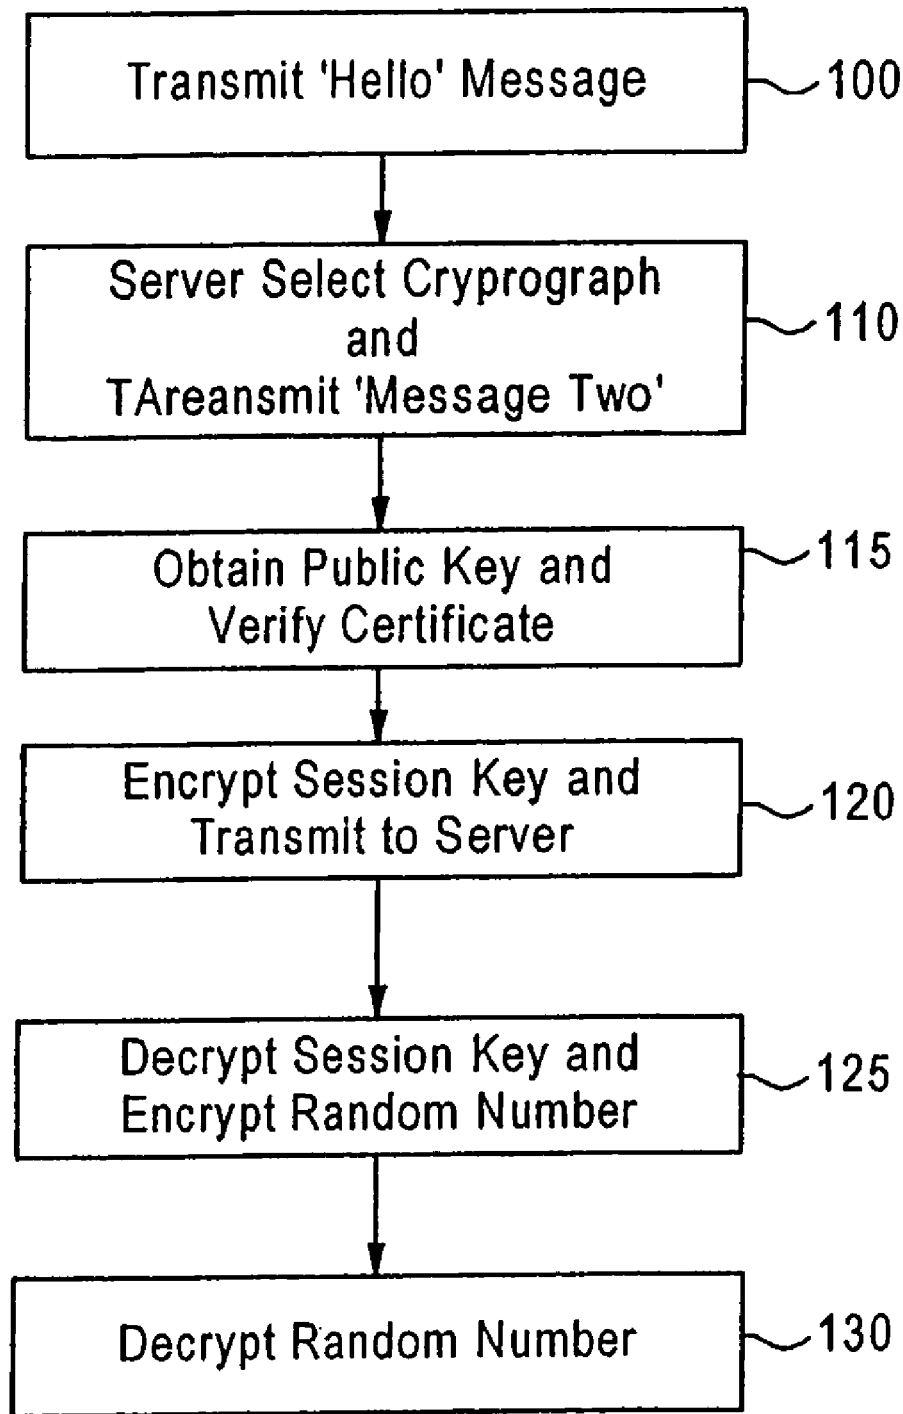 Transmit 'Hello' Message
100
Server Select Cryprograph
and
TAreansmit 'Message Two'
110
Obtain Public Key and
Verify Certificate
115
Encrypt Session Key and
Transmit to Server
120
Decrypt Session Key and
Encrypt Random Number
125
Decrypt Random Number
130